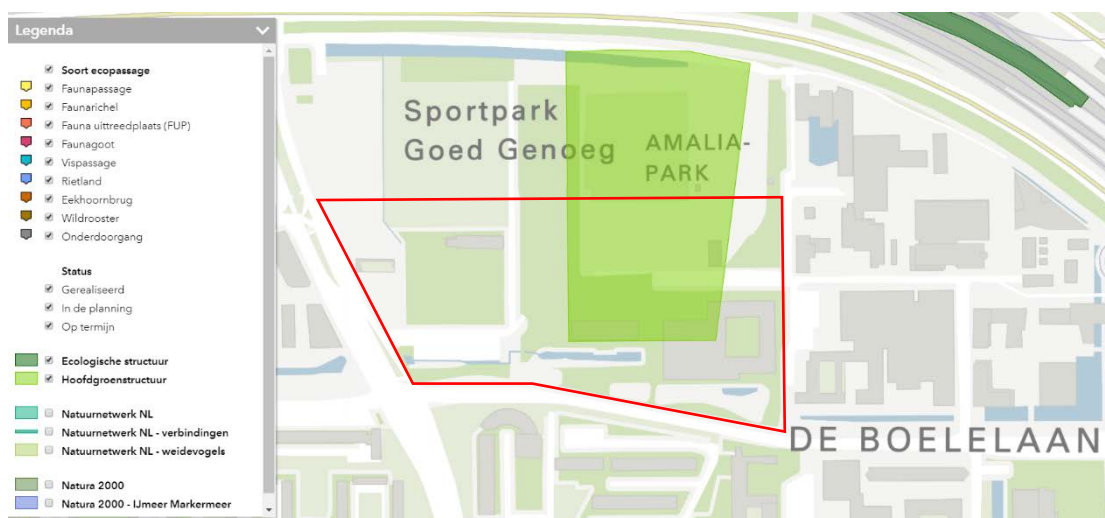 Legenda
Soort ecopassage
Faunapassage
Faunarichel
Fauna uittreedplaats (FUP)
Faunagoot
Vispassage
Rietland
Eekhoornbrug
Wildrooster
Onderdoorgang
Status
Gerealiseerd
In de planning
Op termijn
Ecologische structuur
Hoofdgroenstructuur
Natuurnetwerk NL
Natuurnetwerk NL - verbindingen
Natuurnetwerk NL - weidevogels
Natura 2000
Natura 2000 - IJmeer Markermeer
Sportpark
Goed Genoeg
AMALIA-
PARK
DE BOELELAAN